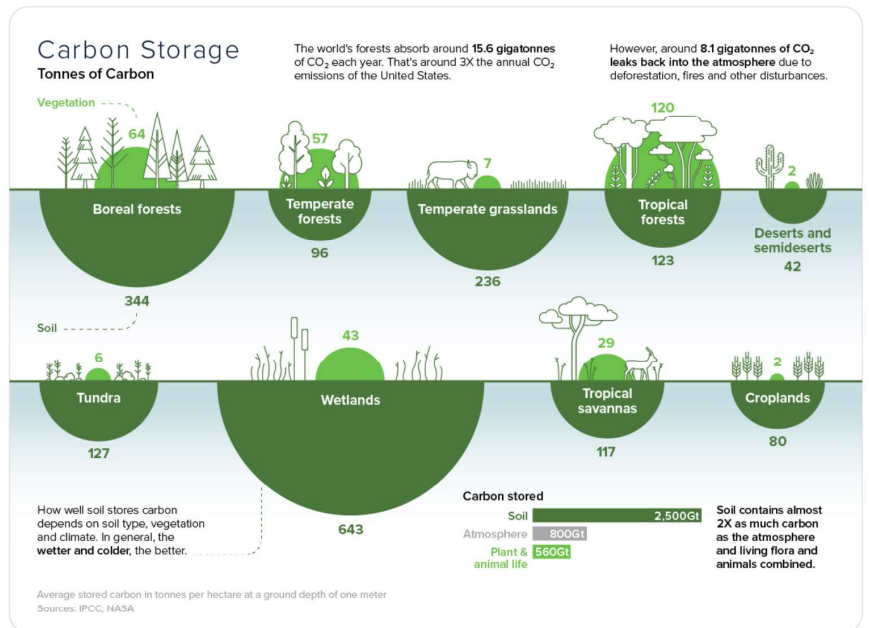 Carbon Storage
Tonnes of Carbon
The world's forests absorb around 15.6 gigatonnes
of CO₂ each year. That's around 3X the annual CO₂
emissions of the United States.
However, around 8.1 gigatonnes of CO₂
leaks back into the atmosphere due to
deforestation, fires and other disturbances.
Vegetation
64
57
7
120
2
Boreal forests
Temperate
forests
Temperate grasslands
Tropical
forests
Deserts and
semideserts
344
96
236
123
42
Soil
6
43
29
2
Tundra
Wetlands
Tropical
savannas
Croplands
127
643
117
80
How well soil stores carbon
depends on soil type, vegetation
and climate. In general, the
wetter and colder, the better.
Carbon stored
Soil 2,500Gt
Atmosphere 800Gt
Plant & 560Gt
animal life
Soil contains almost
2X as much carbon
as the atmosphere
and living flora and
animals combined.
Average stored carbon in tonnes per hectare at a ground depth of one meter
Sources: IPCC; NASA